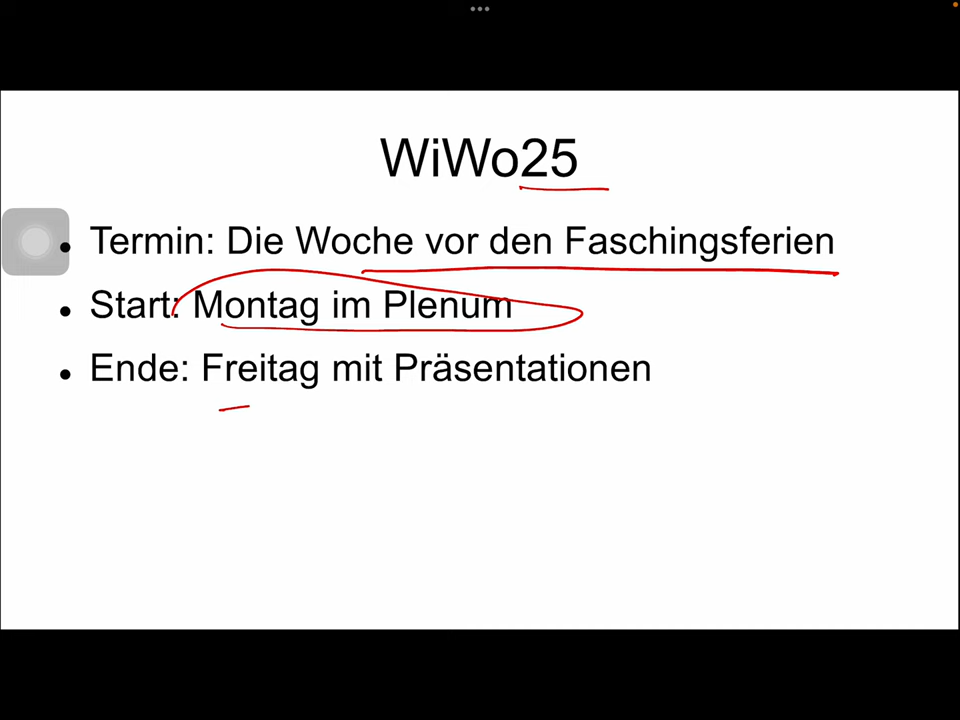 WiWo25
Termin: Die Woche vor den Faschingsferien
Start: Montag im Plenum
Ende: Freitag mit Präsentationen